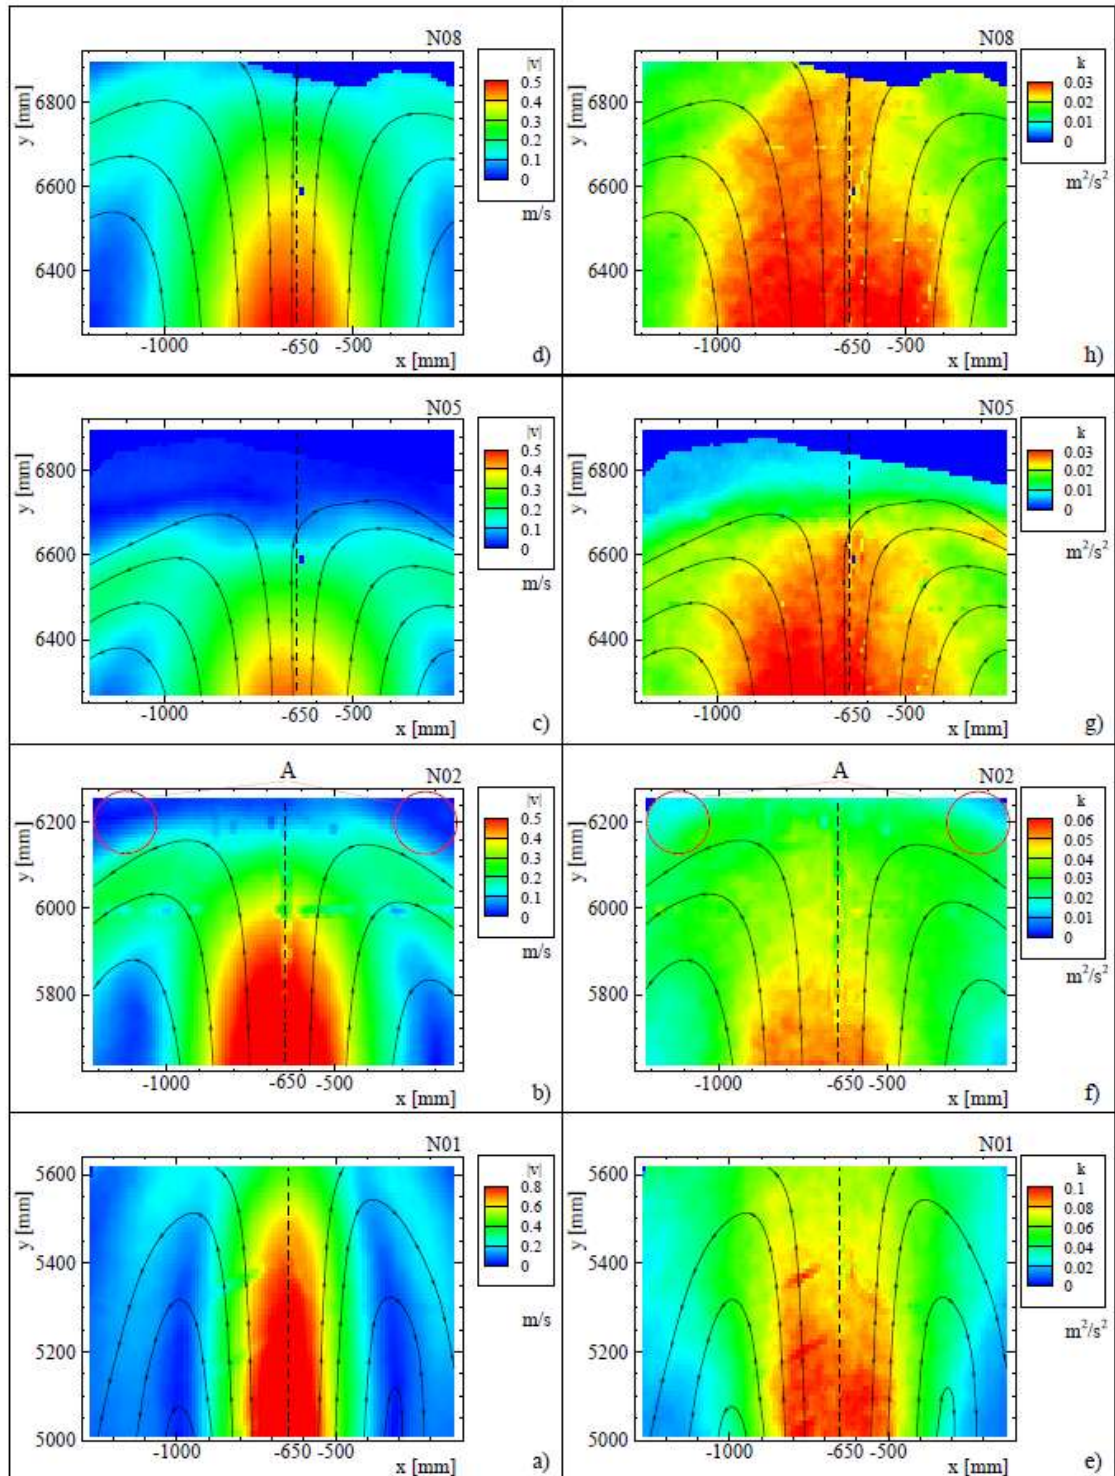 N08
|v|
0.5
0.4
0.3
0.2
0.1
0
m/s
y [mm]
6800
6600
6400
-1000
-650
-500
x [mm]
d)
N08
k
0.03
0.02
0.01
0
m²/s²
y [mm]
6800
6600
6400
-1000
-650
-500
x [mm]
h)
N05
|v|
0.5
0.4
0.3
0.2
0.1
0
m/s
y [mm]
6800
6600
6400
-1000
-650
-500
x [mm]
c)
N05
k
0.03
0.02
0.01
0
m²/s²
y [mm]
6800
6600
6400
-1000
-650
-500
x [mm]
g)
A
N02
|v|
0.5
0.4
0.3
0.2
0.1
0
m/s
y [mm]
6200
6000
5800
-1000
-650
-500
x [mm]
b)
A
N02
k
0.06
0.05
0.04
0.03
0.02
0.01
0
m²/s²
y [mm]
6200
6000
5800
-1000
-650
-500
x [mm]
f)
N01
|v|
0.8
0.6
0.4
0.2
0
m/s
y [mm]
5600
5400
5200
5000
-1000
-650
-500
x [mm]
a)
N01
k
0.1
0.08
0.06
0.04
0.02
0
m²/s²
y [mm]
5600
5400
5200
5000
-1000
-650
-500
x [mm]
e)